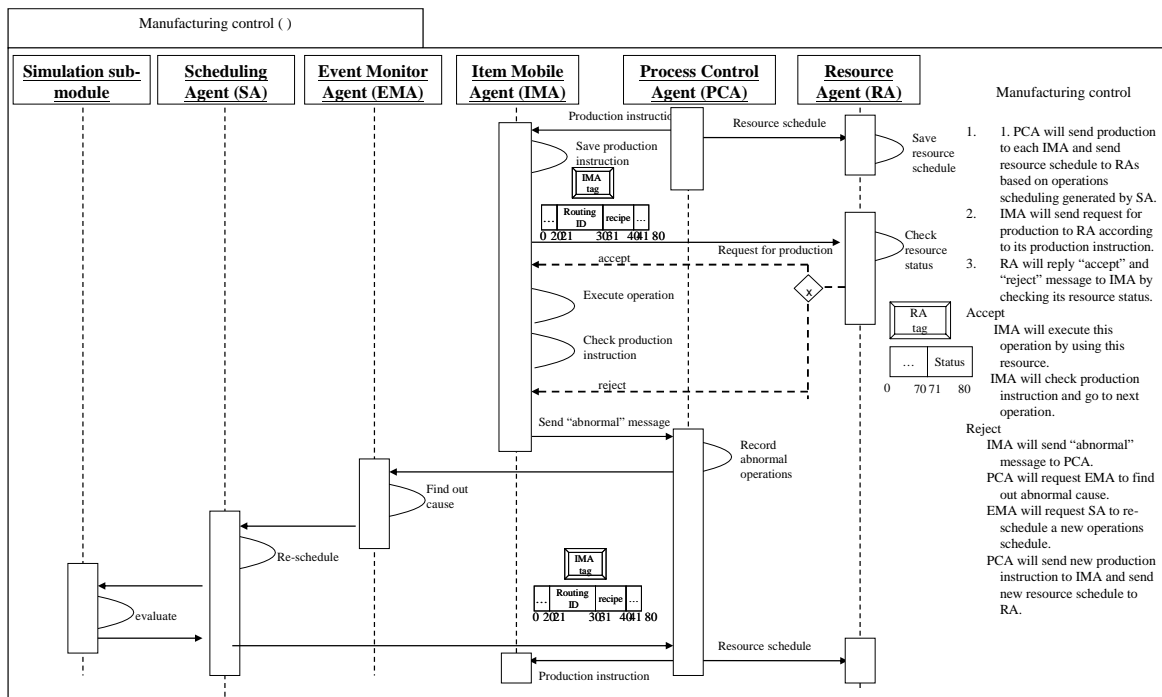 Manufacturing control ( )
Simulation sub-
module
Scheduling
Agent (SA)
Event Monitor
Agent (EMA)
Item Mobile
Agent (IMA)
Process Control
Agent (PCA)
Resource
Agent (RA)
Manufacturing control
Production instruction
Resource schedule
Save production
instruction
Save
resource
schedule
IMA
tag
... Routing
ID recipe ...
0 20 21 30 31 40 41 80
Request for production
Check
resource
status
accept
x
Execute operation
Check production
instruction
reject
RA
tag
... Status
0 70 71 80
Send “abnormal” message
Record
abnormal
operations
Find out
cause
Re-schedule
evaluate
IMA
tag
... Routing
ID recipe ...
0 20 21 30 31 40 41 80
Production instruction
Resource schedule
1. 1. PCA will send production
to each IMA and send
resource schedule to RAs
based on operations
scheduling generated by SA.
2. IMA will send request for
production to RA according
to its production instruction.
3. RA will reply “accept” and
“reject” message to IMA by
checking its resource status.
Accept
IMA will execute this
operation by using this
resource.
IMA will check production
instruction and go to next
operation.
Reject
IMA will send “abnormal”
message to PCA.
PCA will request EMA to find
out abnormal cause.
EMA will request SA to re-
schedule a new operations
schedule.
PCA will send new production
instruction to IMA and send
new resource schedule to
RA.